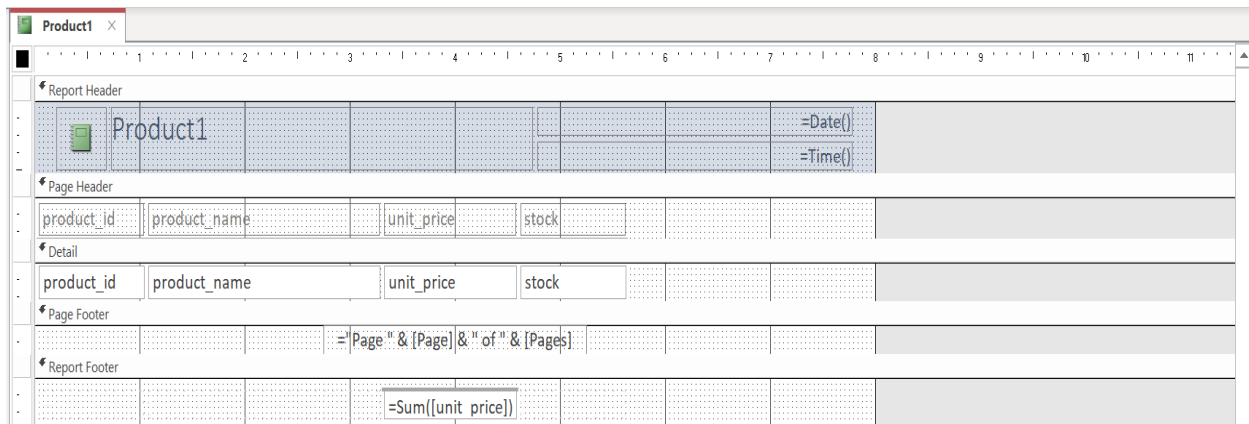 Product1
1 2 3 4 5 6 7 8 9 10 11
Report Header
Product1
=Date()
=Time()
Page Header
product_id product_name unit_price stock
Detail
product_id product_name unit_price stock
Page Footer
="Page " & [Page] & " of " & [Pages]
Report Footer
=Sum([unit_price])